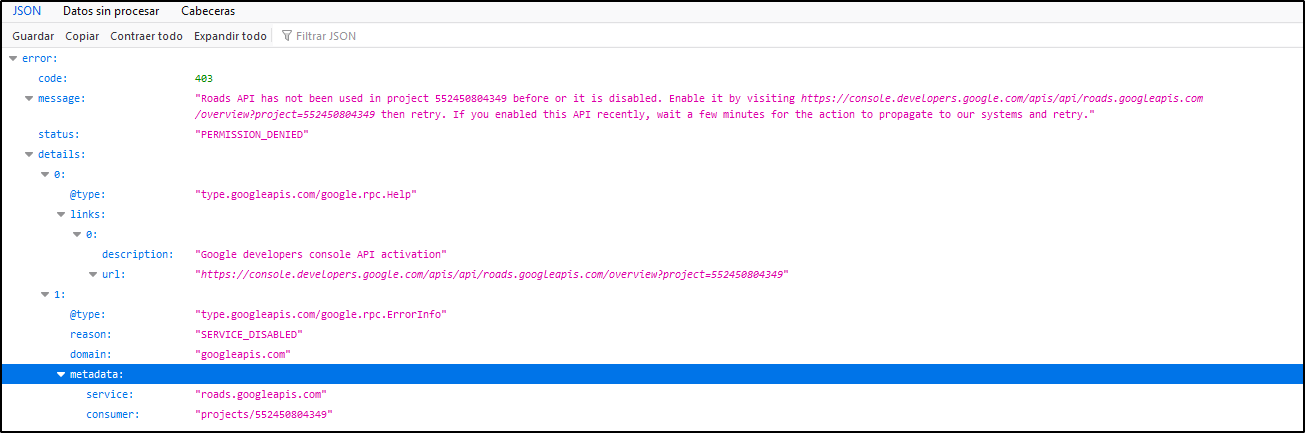 JSON Datos sin procesar Cabeceras
Guardar Copiar Contraer todo Expandir todo Filtrar JSON
error:
code: 403
message: "Roads API has not been used in project 552450804349 before or it is disabled. Enable it by visiting https://console.developers.google.com/apis/api/roads.googleapis.com
/overview?project=552450804349 then retry. If you enabled this API recently, wait a few minutes for the action to propagate to our systems and retry."
status: "PERMISSION_DENIED"
details:
0:
@type: "type.googleapis.com/google.rpc.Help"
links:
0:
description: "Google developers console API activation"
url: "https://console.developers.google.com/apis/api/roads.googleapis.com/overview?project=552450804349"
1:
@type: "type.googleapis.com/google.rpc.ErrorInfo"
reason: "SERVICE_DISABLED"
domain: "googleapis.com"
metadata:
service: "roads.googleapis.com"
consumer: "projects/552450804349"